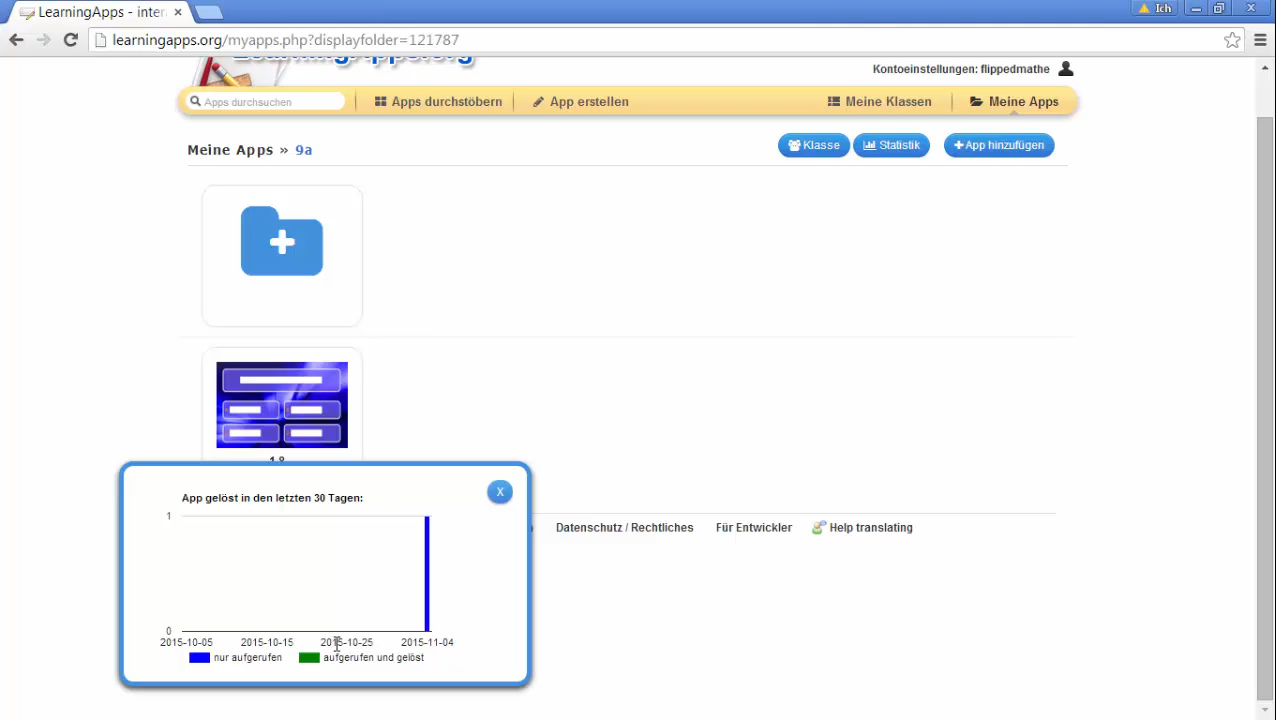 LearningApps - inter
Ich
learningapps.org/myapps.php?displayfolder=121787
LearningApps.org
Kontoeinstellungen: flippedmathe
Apps durchsuchen
Apps durchstöbern
App erstellen
Meine Klassen
Meine Apps
Meine Apps » 9a
Klasse
Statistik
App hinzufügen
App gelöst in den letzten 30 Tagen:
X
1
0
2015-10-05 2015-10-15 2015-10-25 2015-11-04
nur aufgerufen aufgerufen und gelöst
Datenschutz / Rechtliches
Für Entwickler
Help translating